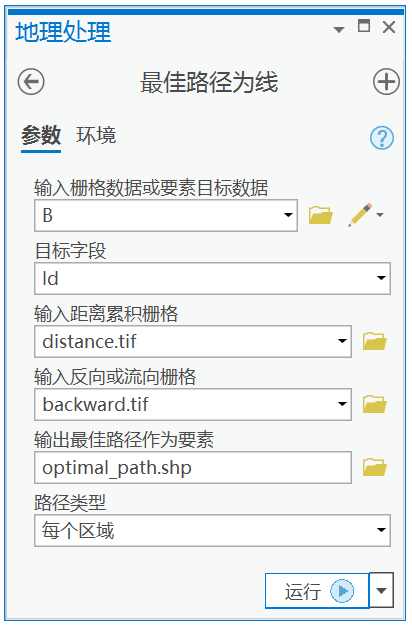 地理处理
最佳路径为线
参数 环境
输入栅格数据或要素目标数据
B
目标字段
Id
输入距离累积栅格
distance.tif
输入反向或流向栅格
backward.tif
输出最佳路径作为要素
optimal_path.shp
路径类型
每个区域
运行